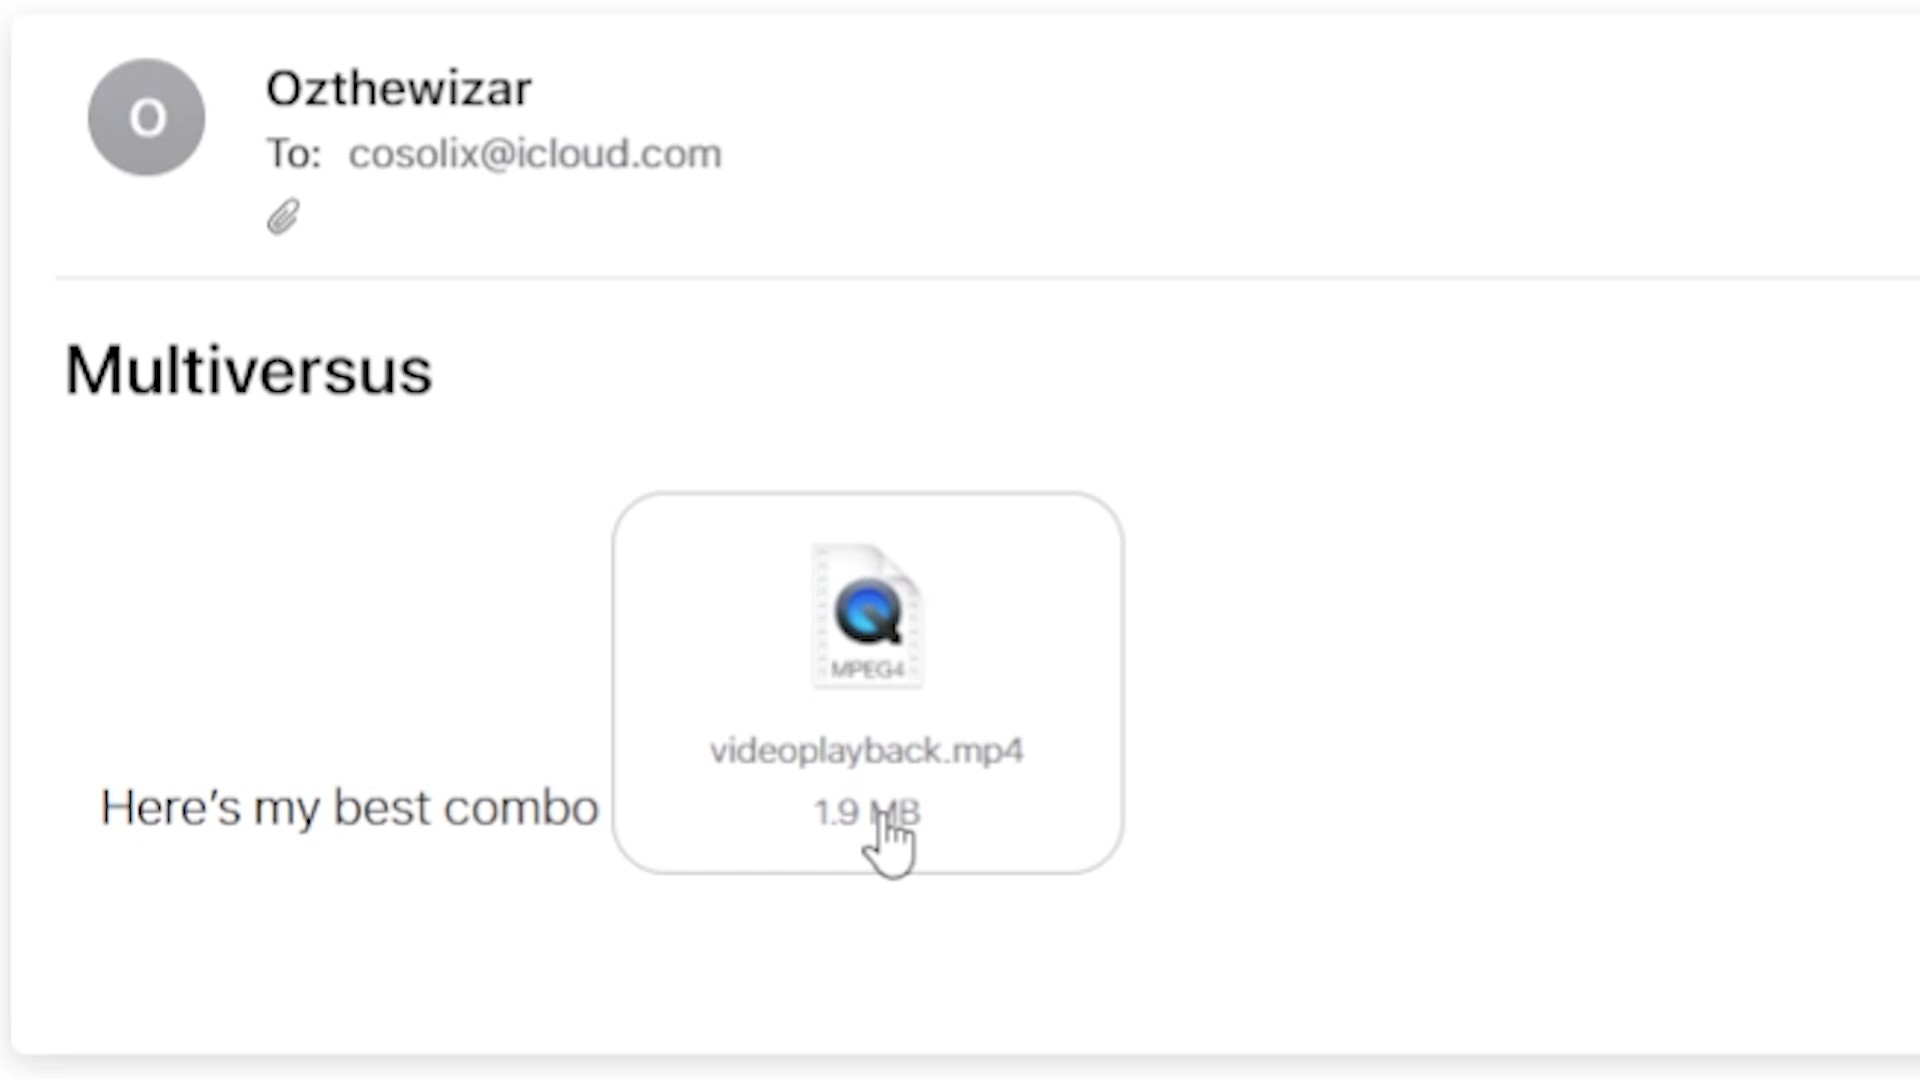 O
Ozthewizar
To: cosolix@icloud.com
Multiversus
MPEG4
videoplayback.mp4
Here's my best combo
1.9 MB